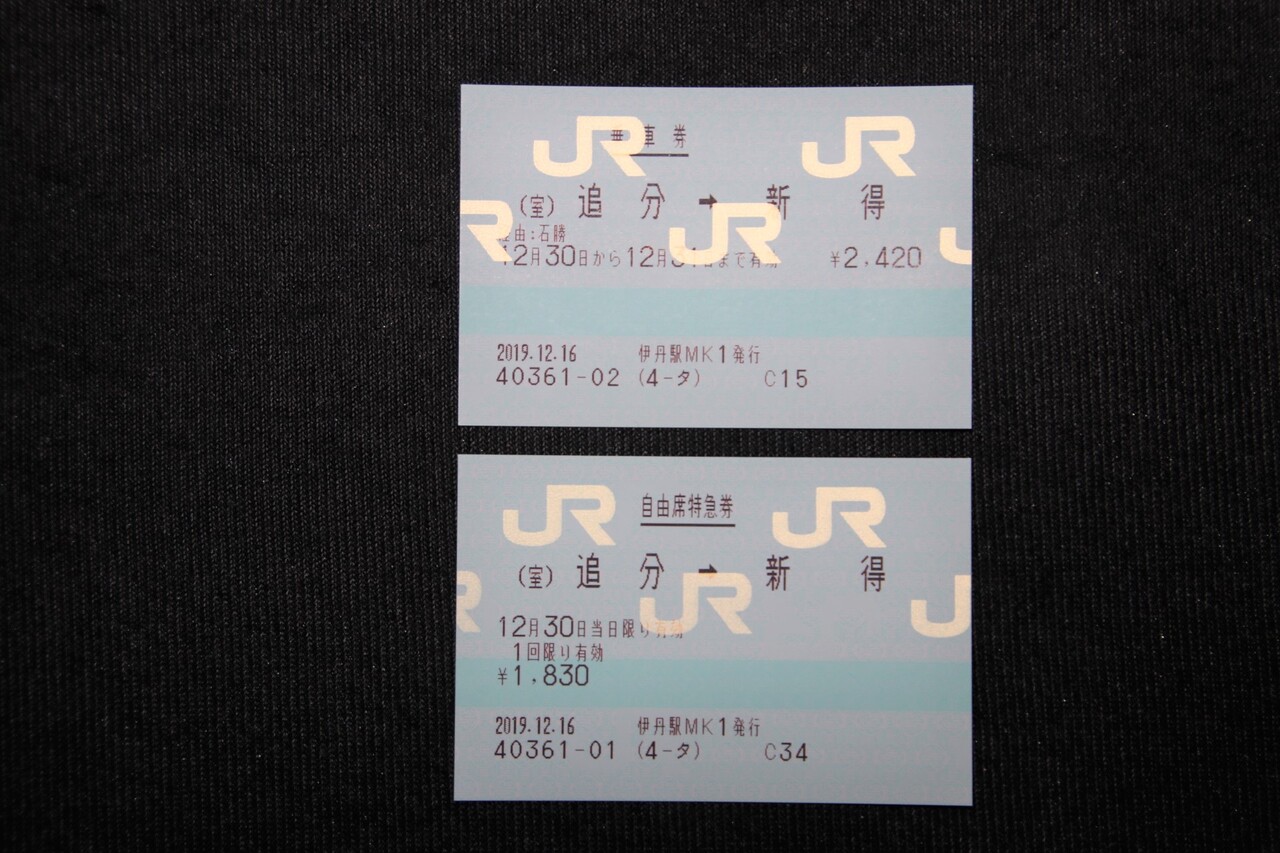 JR JR
乗車券
(室) 追分 → 新得
JR JR J
経由:石勝
12月30日から12月31日まで有効 ¥2,420
2019.12.16 伊丹駅MK1発行
40361-02 (4-タ) C15
JR JR
自由席特急券
(室) 追分 → 新得
R JR J
12月30日当日限り有効
1回限り有効
¥1,830
2019.12.16 伊丹駅MK1発行
40361-01 (4-タ) C34